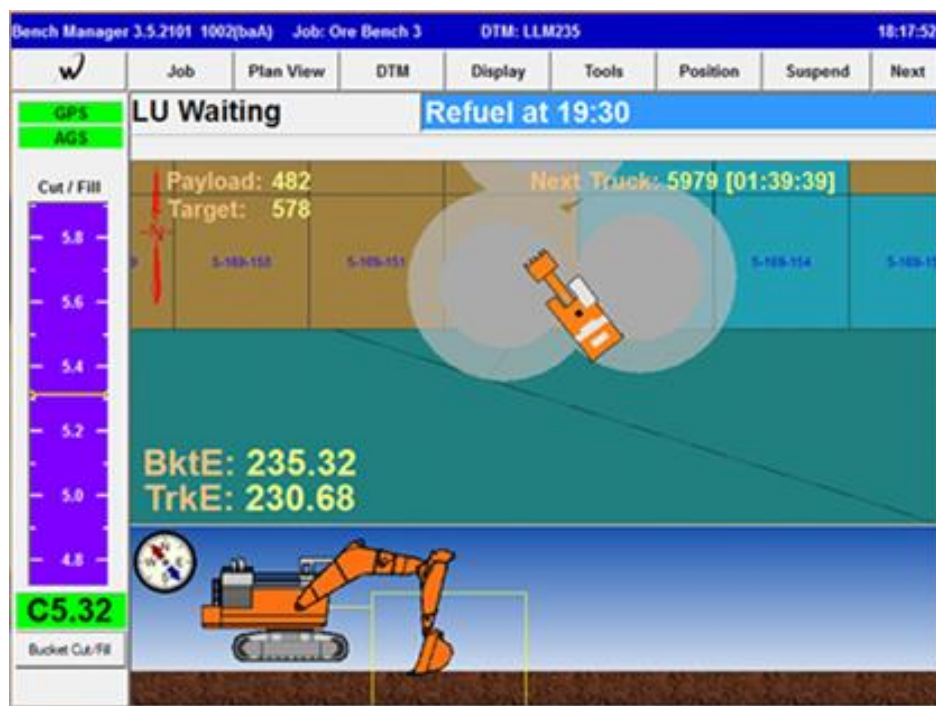 Bench Manager 3.5.2101 1002(baA) Job: Ore Bench 3 DTM: LLM235 18:17:52
Job Plan View DTM Display Tools Position Suspend Next
GPS
AGS
LU Waiting
Refuel at 19:30
Cut / Fill
Payload: 482
Target: 578
Next Truck: 5979 [01:39:39]
N
5-169-151
5-169-154
5.8
5.6
5.4
5.2
5.0
4.8
BktE: 235.32
TrkE: 230.68
C5.32
Bucket Cut/Fill
N
W E
S